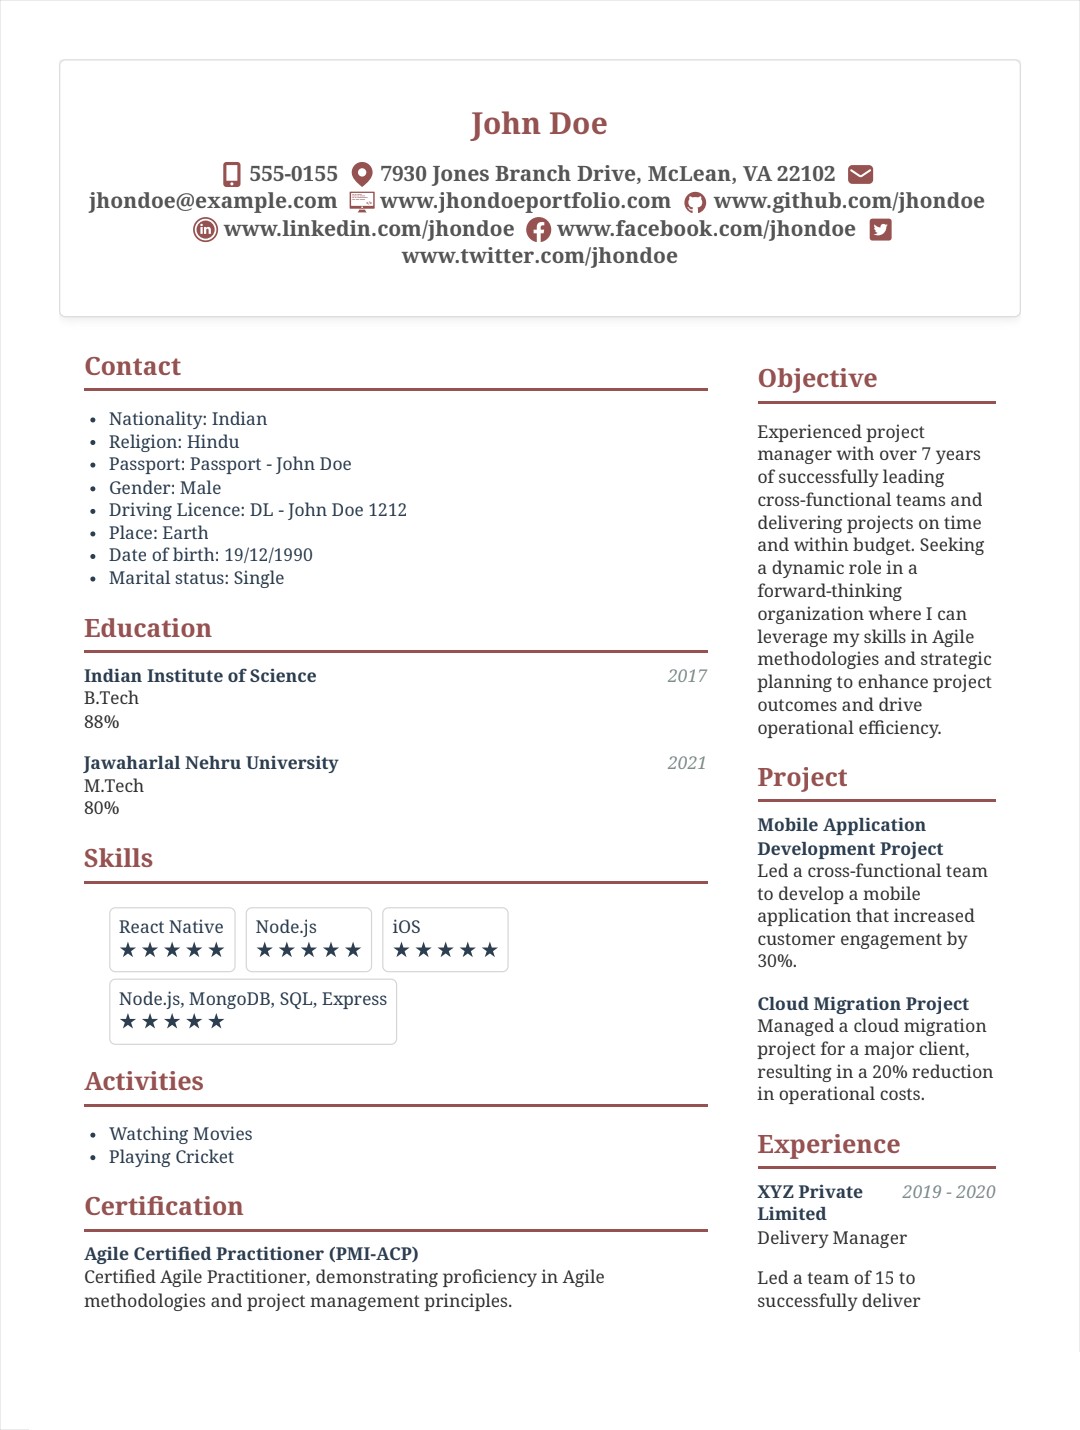 John Doe
555-0155 7930 Jones Branch Drive, McLean, VA 22102
jhondoe@example.com www.jhondoeportfolio.com www.github.com/jhondoe
www.linkedin.com/jhondoe www.facebook.com/jhondoe
www.twitter.com/jhondoe
Contact
• Nationality: Indian
• Religion: Hindu
• Passport: Passport - John Doe
• Gender: Male
• Driving Licence: DL - John Doe 1212
• Place: Earth
• Date of birth: 19/12/1990
• Marital status: Single
Education
Indian Institute of Science 2017
B.Tech
88%
Jawaharlal Nehru University 2021
M.Tech
80%
Skills
React Native Node.js iOS
★★★★★ ★★★★★ ★★★★★
Node.js, MongoDB, SQL, Express
★★★★★
Activities
• Watching Movies
• Playing Cricket
Certification
Agile Certified Practitioner (PMI-ACP)
Certified Agile Practitioner, demonstrating proficiency in Agile
methodologies and project management principles.
Objective
Experienced project
manager with over 7 years
of successfully leading
cross-functional teams and
delivering projects on time
and within budget. Seeking
a dynamic role in a
forward-thinking
organization where I can
leverage my skills in Agile
methodologies and strategic
planning to enhance project
outcomes and drive
operational efficiency.
Project
Mobile Application
Development Project
Led a cross-functional team
to develop a mobile
application that increased
customer engagement by
30%.
Cloud Migration Project
Managed a cloud migration
project for a major client,
resulting in a 20% reduction
in operational costs.
Experience
XYZ Private 2019 - 2020
Limited
Delivery Manager
Led a team of 15 to
successfully deliver